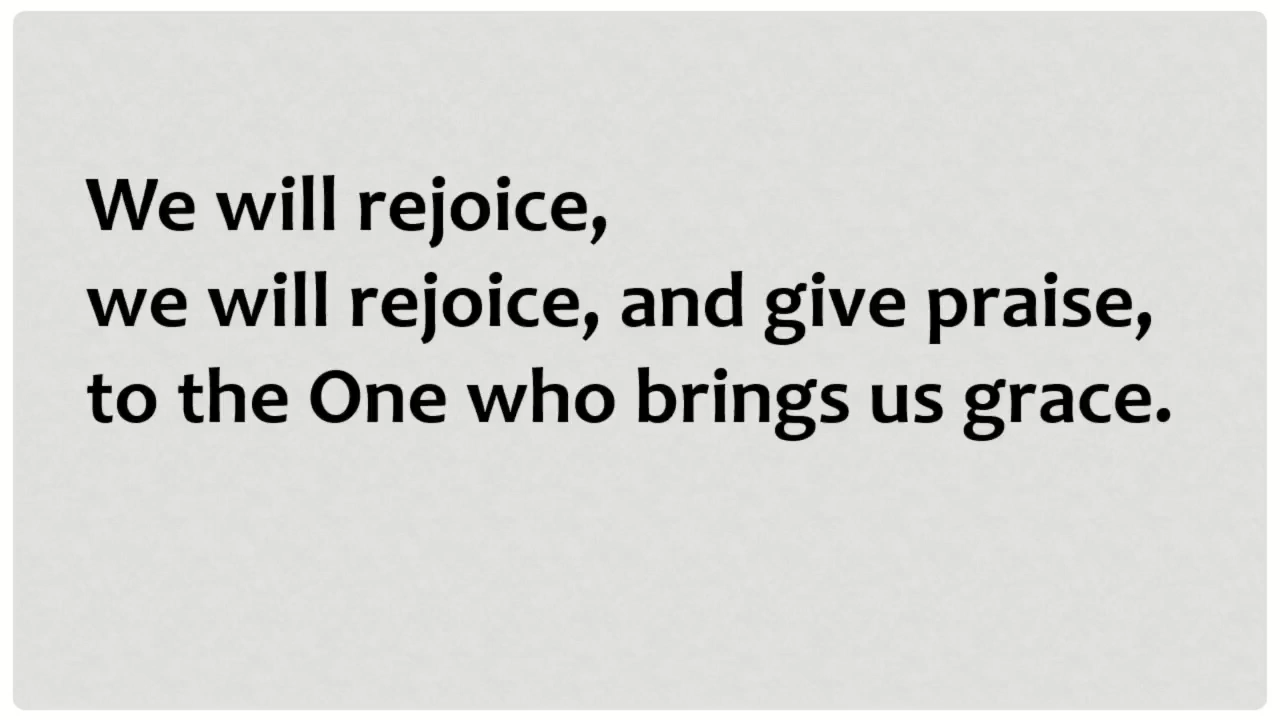 We will rejoice,
we will rejoice, and give praise,
to the One who brings us grace.